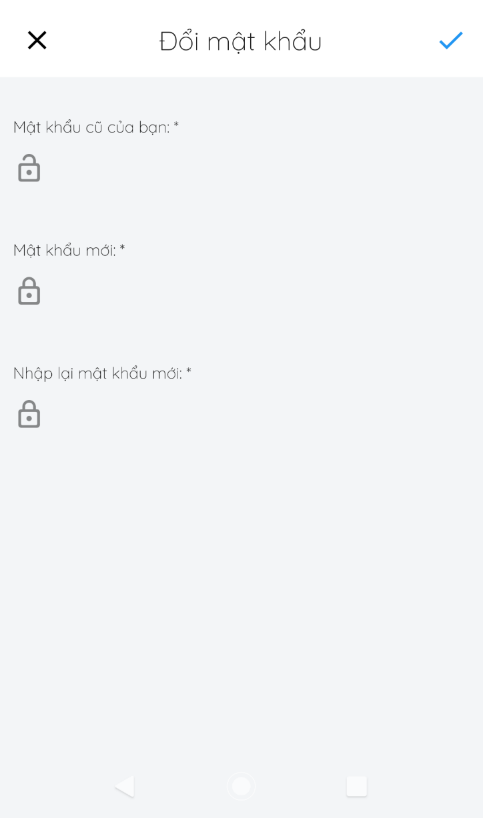 Đổi mật khẩu
Mật khẩu cũ của bạn: *
Mật khẩu mới: *
Nhập lại mật khẩu mới: *